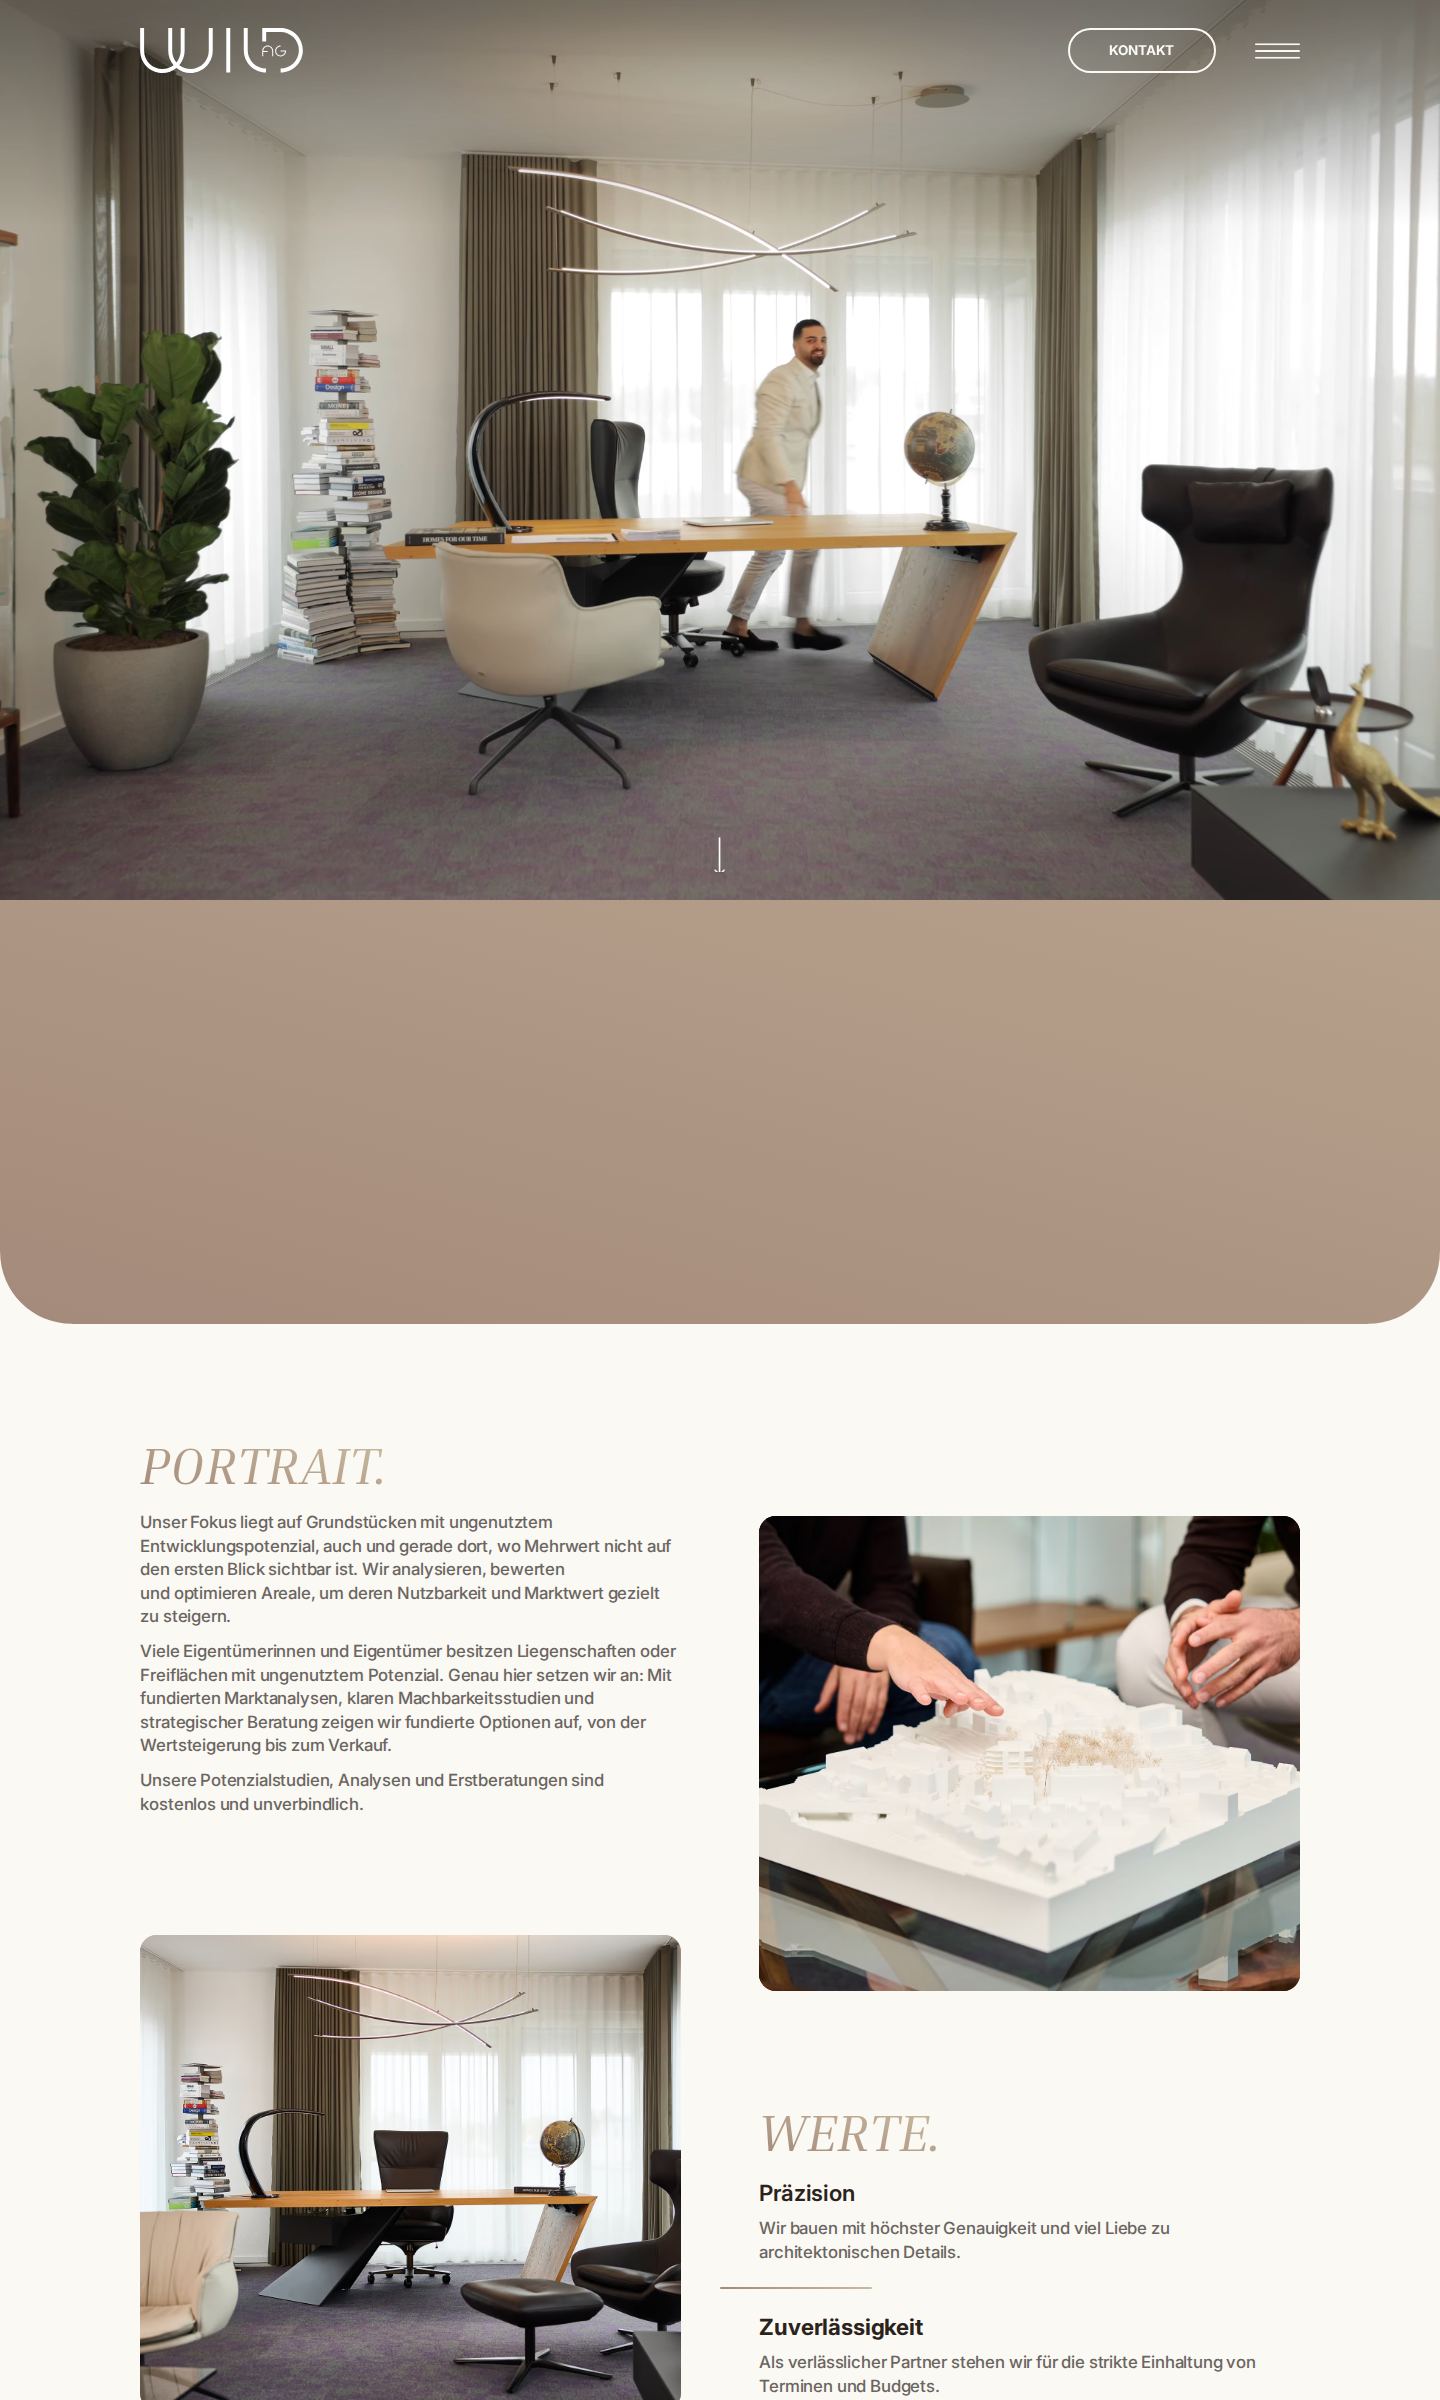 WILD AG
KONTAKT
Design
HOMES FOR OUR TIME
PORTRAIT.
Unser Fokus liegt auf Grundstücken mit ungenutztem
Entwicklungspotenzial, auch und gerade dort, wo Mehrwert nicht auf
den ersten Blick sichtbar ist. Wir analysieren, bewerten
und optimieren Areale, um deren Nutzbarkeit und Marktwert gezielt
zu steigern.
Viele Eigentümerinnen und Eigentümer besitzen Liegenschaften oder
Freiflächen mit ungenutztem Potenzial. Genau hier setzen wir an: Mit
fundierten Marktanalysen, klaren Machbarkeitsstudien und
strategischer Beratung zeigen wir fundierte Optionen auf, von der
Wertsteigerung bis zum Verkauf.
Unsere Potenzialstudien, Analysen und Erstberatungen sind
kostenlos und unverbindlich.
WERTE.
Präzision
Wir bauen mit höchster Genauigkeit und viel Liebe zu
architektonischen Details.
Zuverlässigkeit
Als verlässlicher Partner stehen wir für die strikte Einhaltung von
Terminen und Budgets.